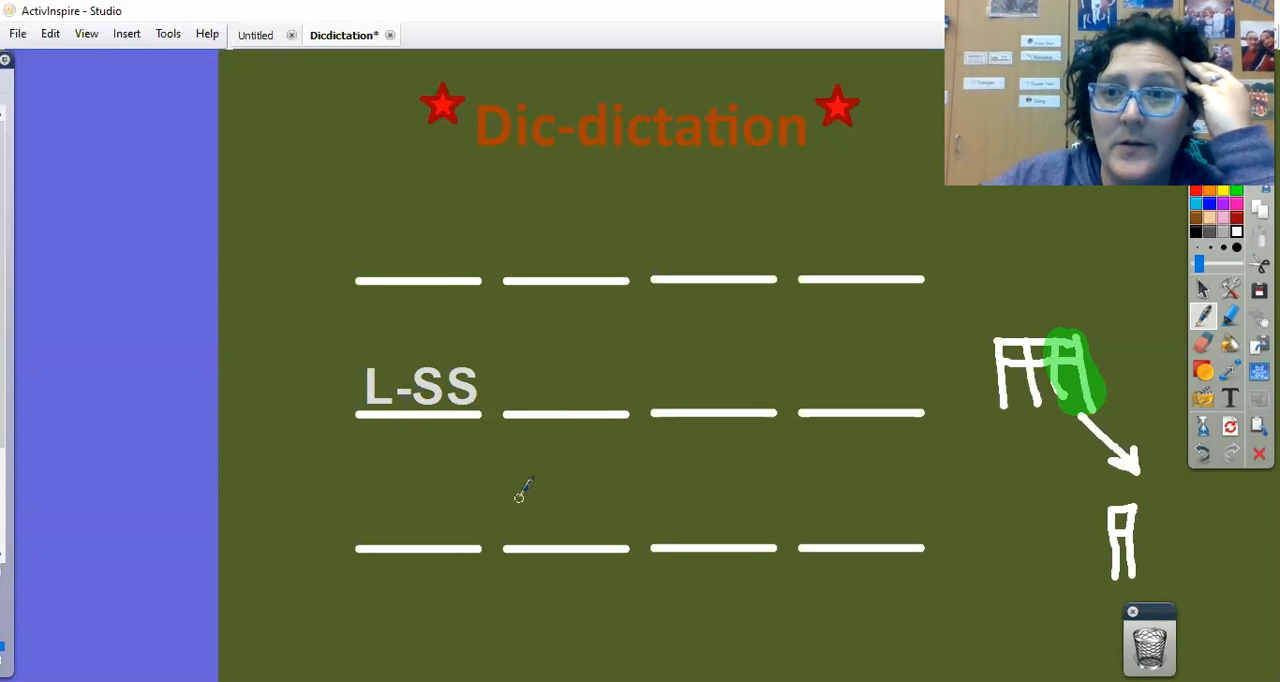 ActivInspire - Studio
File Edit View Insert Tools Help Untitled Dicdictation*
Dic-dictation
L-SS
T